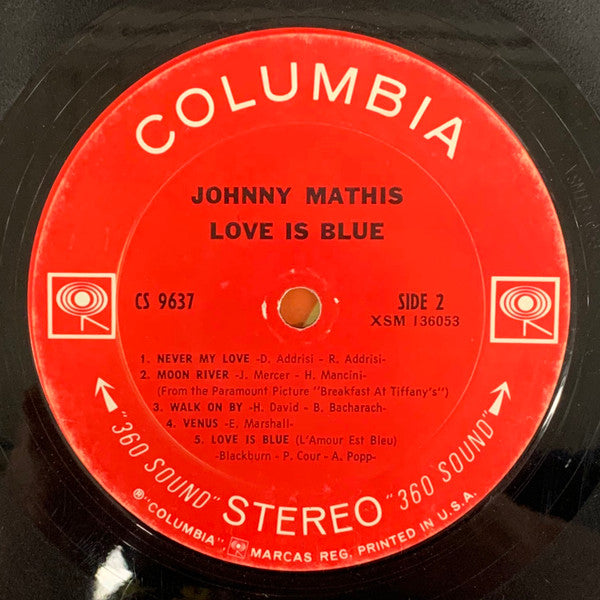 COLUMBIA
JOHNNY MATHIS
LOVE IS BLUE
CS 9637
SIDE 2
XSM 136053
1. NEVER MY LOVE -D. Addrisi - R. Addrisi-
2. MOON RIVER -J. Mercer - H. Mancini-
(From the Paramount Picture "Breakfast At Tiffany's")
3. WALK ON BY -H. David - B. Bacharach-
4. VENUS -E. Marshall-
5. LOVE IS BLUE (L'Amour Est Bleu)
-Blackburn - P. Cour - A. Popp-
"360 SOUND" STEREO "360 SOUND"
® "COLUMBIA" MARCAS REG. PRINTED IN U.S.A.